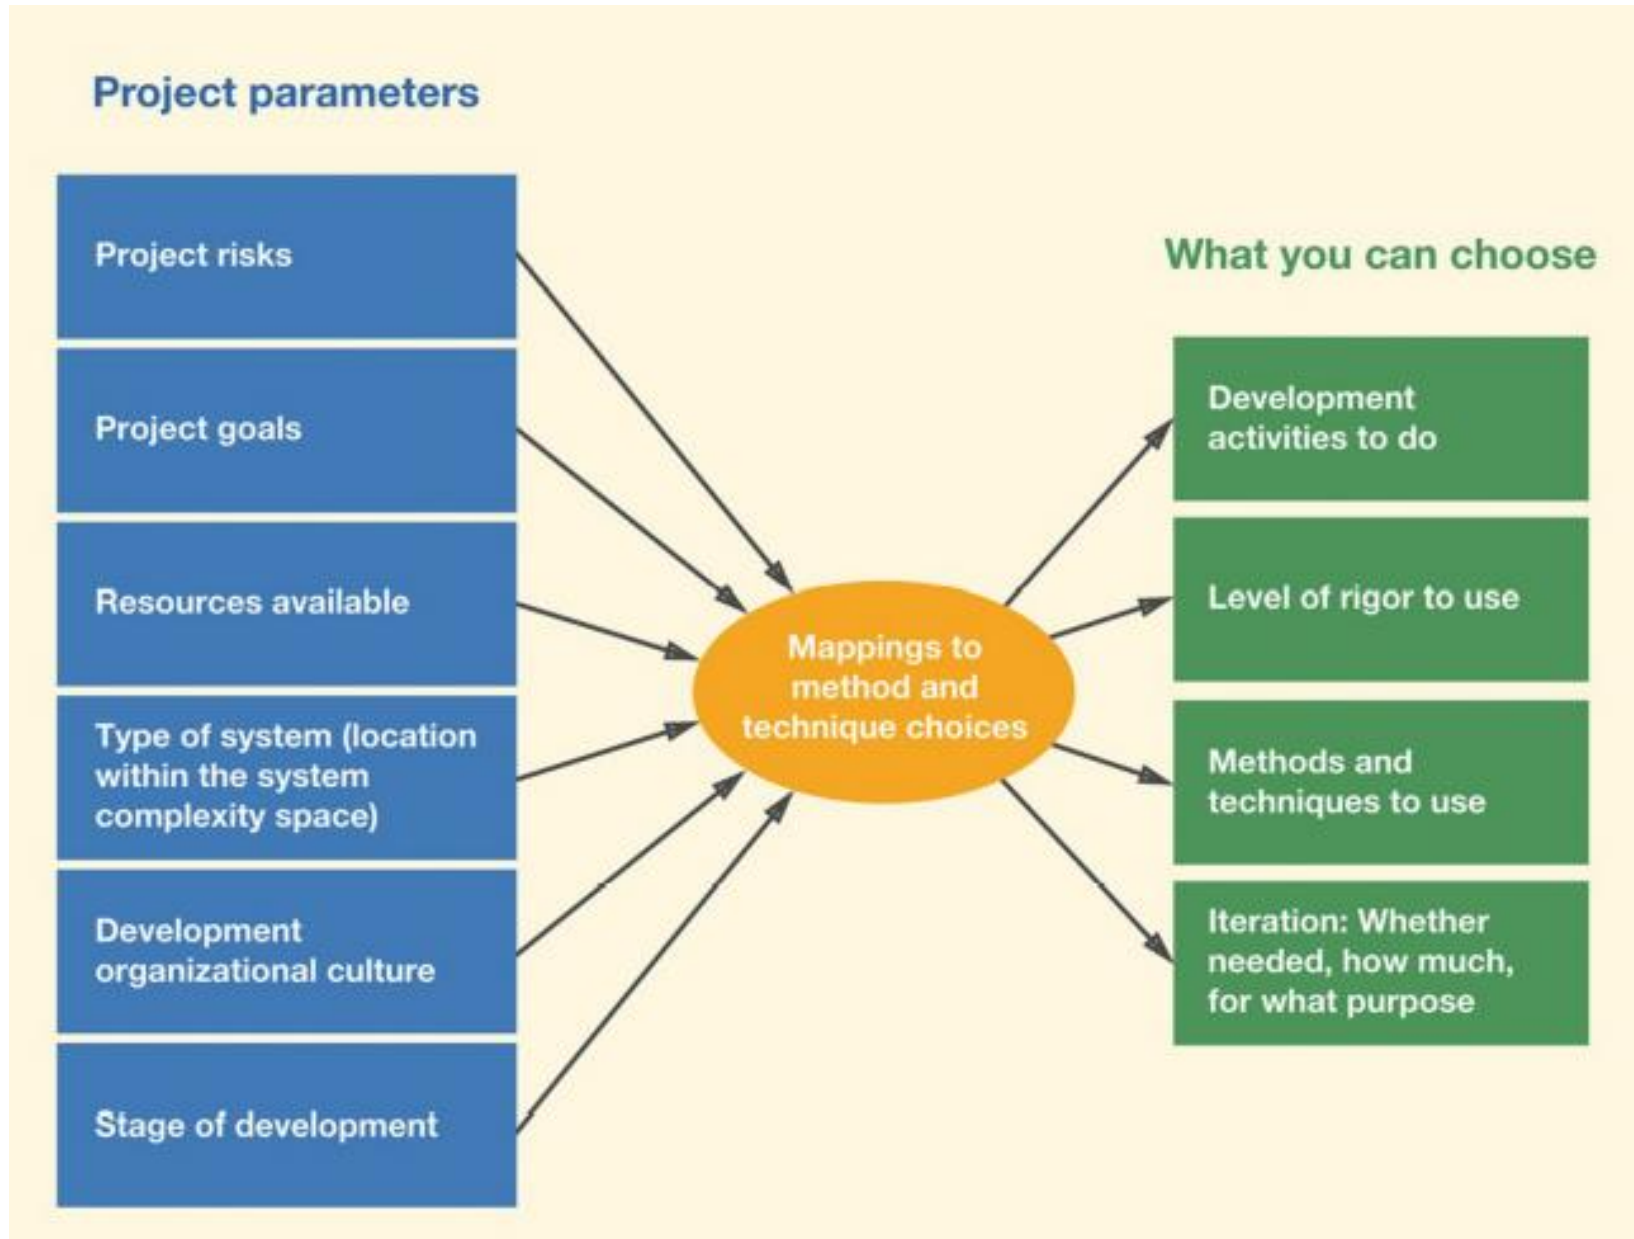 Project parameters
Project risks
Project goals
Resources available
Type of system (location
within the system
complexity space)
Development
organizational culture
Stage of development
Mappings to
method and
technique choices
What you can choose
Development
activities to do
Level of rigor to use
Methods and
techniques to use
Iteration: Whether
needed, how much,
for what purpose